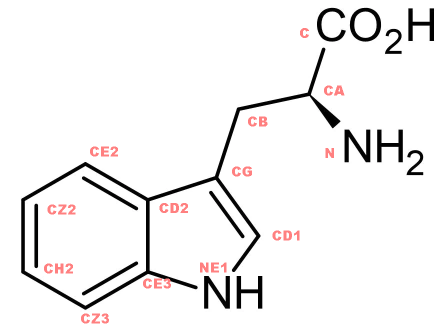 C CO2H
CA
CB
N NH2
CE2
CG
CZ2 CD2
CD1
CH2 NE1
CE3 NH
CZ3